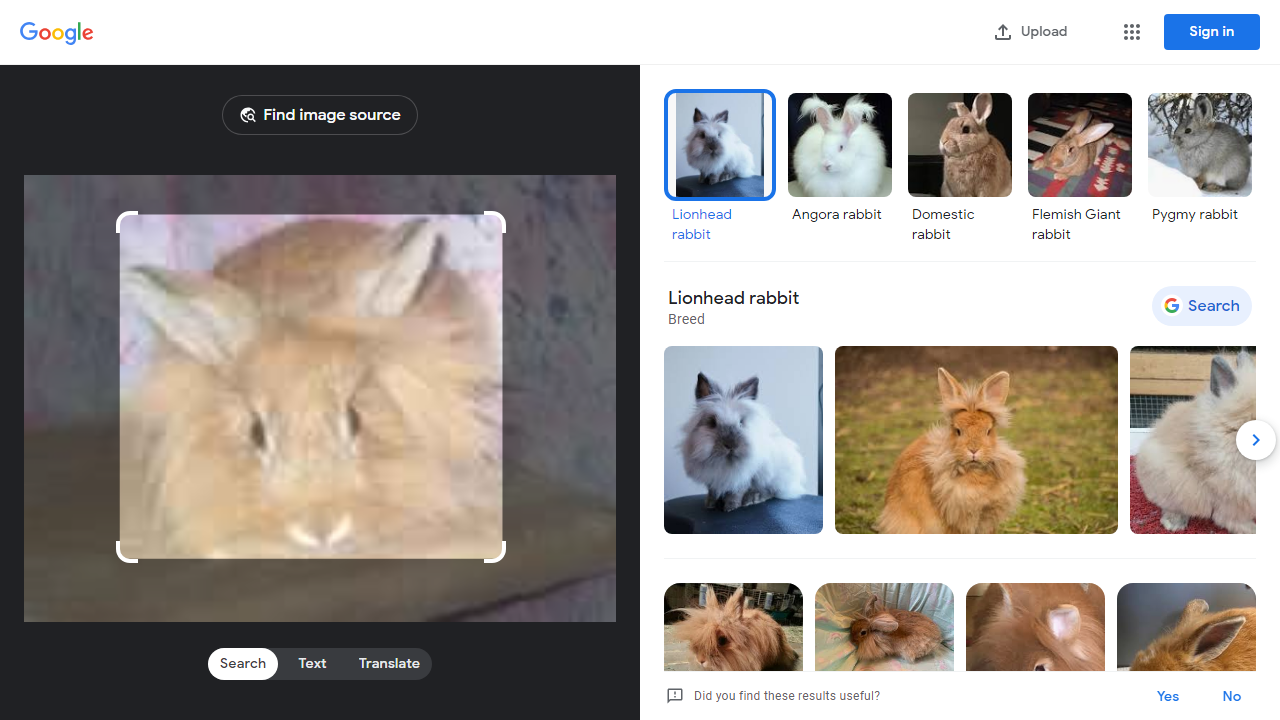 Google
Upload
Sign in
Find image source
Search
Text
Translate
Lionhead
rabbit
Angora rabbit
Domestic
rabbit
Flemish Giant
rabbit
Pygmy rabbit
Lionhead rabbit
Breed
Search
Did you find these results useful?
Yes
No